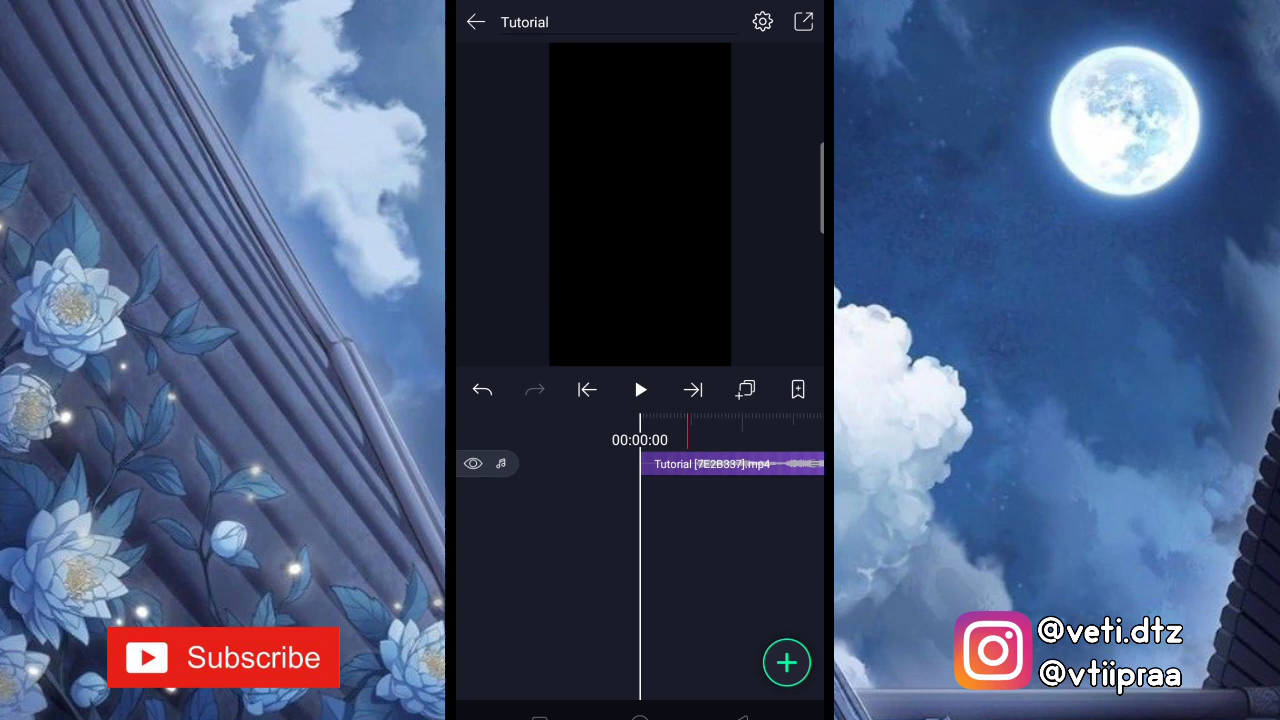 Tutorial
00:00:00
Tutorial [7E2B337].mp4
Subscribe
@veti.dtz
@vtiipraa